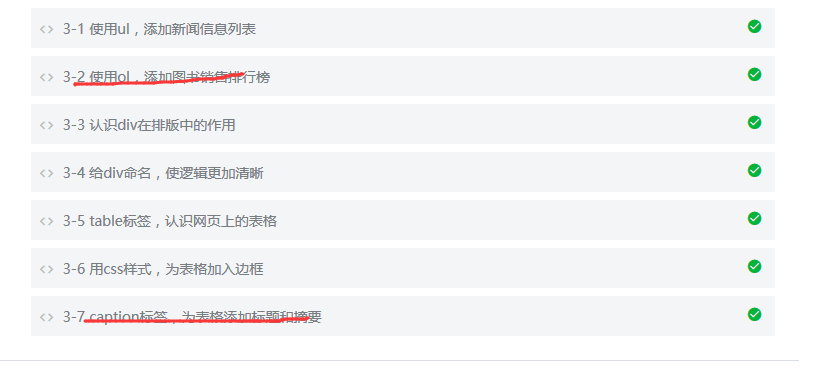 3-1 使用ul，添加新闻信息列表
3-2 使用ol，添加图书销售排行榜
3-3 认识div在排版中的作用
3-4 给div命名，使逻辑更加清晰
3-5 table标签，认识网页上的表格
3-6 用css样式，为表格加入边框
3-7 caption标签，为表格添加标题和摘要